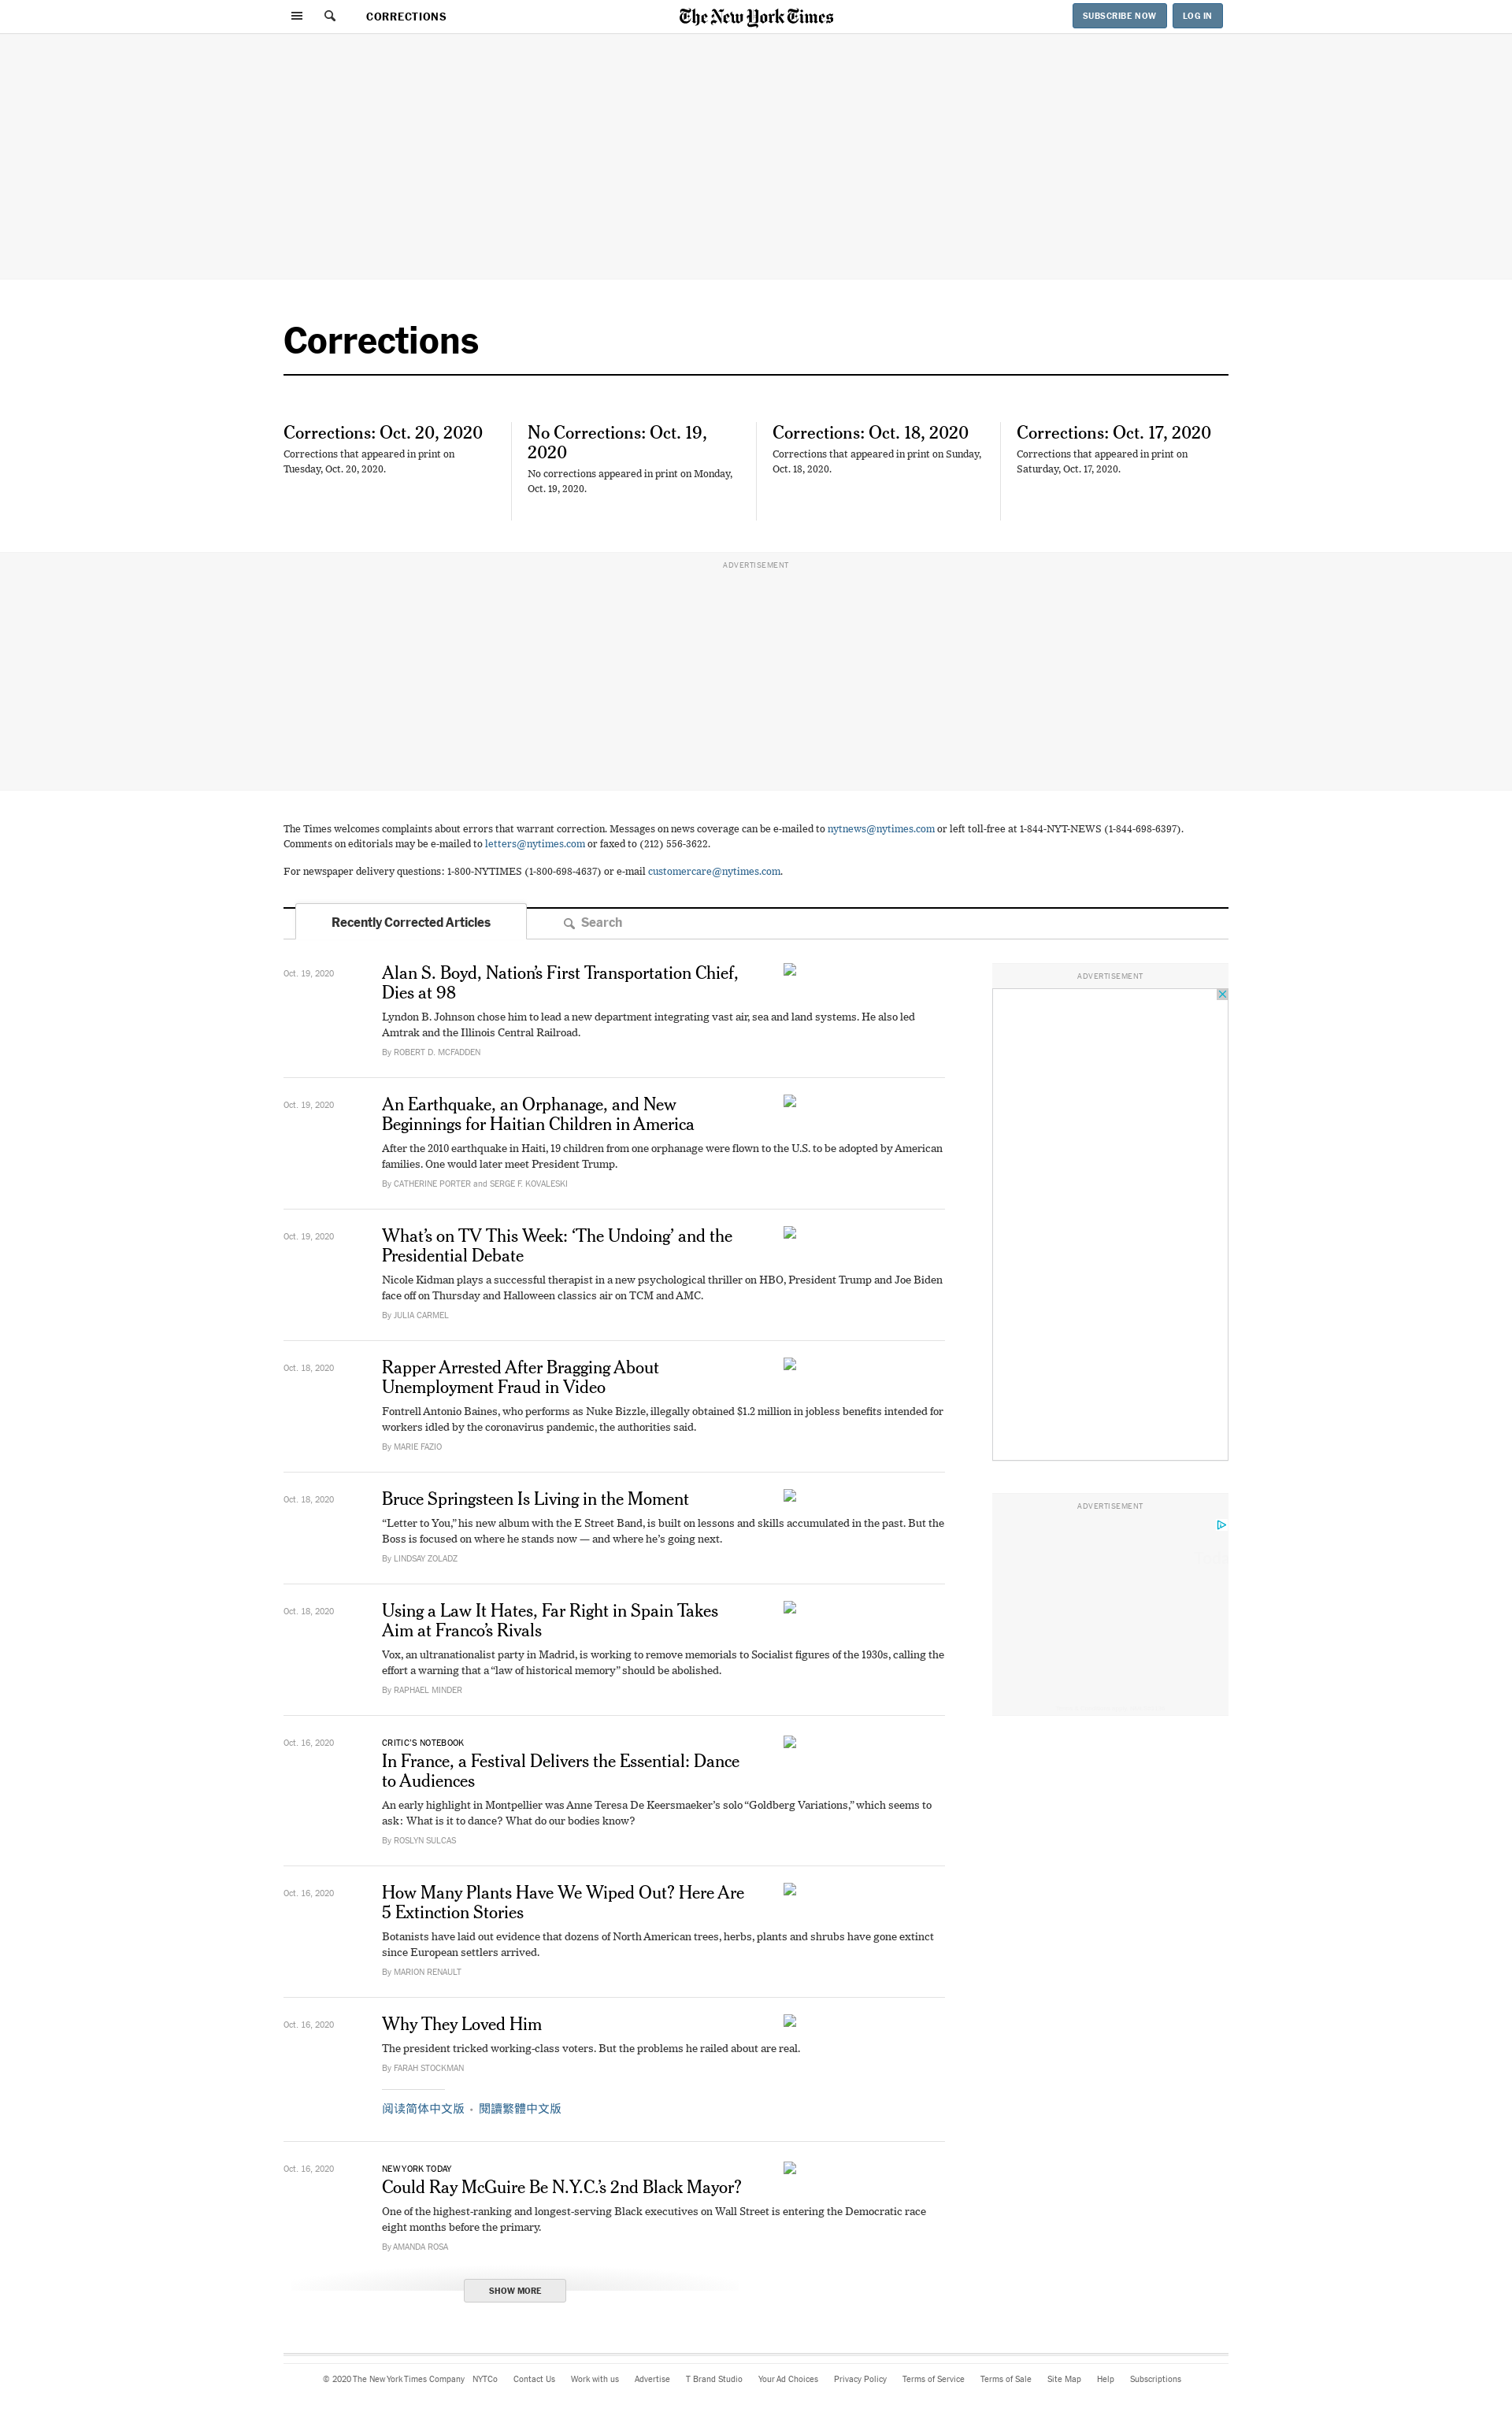 CORRECTIONS
The New York Times
SUBSCRIBE NOW
LOG IN
Corrections
Corrections: Oct. 20, 2020
Corrections that appeared in print on
Tuesday, Oct. 20, 2020.
No Corrections: Oct. 19,
2020
No corrections appeared in print on Monday,
Oct. 19, 2020.
Corrections: Oct. 18, 2020
Corrections that appeared in print on Sunday,
Oct. 18, 2020.
Corrections: Oct. 17, 2020
Corrections that appeared in print on
Saturday, Oct. 17, 2020.
ADVERTISEMENT
The Times welcomes complaints about errors that warrant correction. Messages on news coverage can be e-mailed to nytnews@nytimes.com or left toll-free at 1-844-NYT-NEWS (1-844-698-6397).
Comments on editorials may be e-mailed to letters@nytimes.com or faxed to (212) 556-3622.
For newspaper delivery questions: 1-800-NYTIMES (1-800-698-4637) or e-mail customercare@nytimes.com.
Recently Corrected Articles
Search
Oct. 19, 2020
Alan S. Boyd, Nation’s First Transportation Chief,
Dies at 98
Lyndon B. Johnson chose him to lead a new department integrating vast air, sea and land systems. He also led
Amtrak and the Illinois Central Railroad.
By ROBERT D. MCFADDEN
Oct. 19, 2020
An Earthquake, an Orphanage, and New
Beginnings for Haitian Children in America
After the 2010 earthquake in Haiti, 19 children from one orphanage were flown to the U.S. to be adopted by American
families. One would later meet President Trump.
By CATHERINE PORTER and SERGE F. KOVALESKI
Oct. 19, 2020
What’s on TV This Week: ‘The Undoing’ and the
Presidential Debate
Nicole Kidman plays a successful therapist in a new psychological thriller on HBO, President Trump and Joe Biden
face off on Thursday and Halloween classics air on TCM and AMC.
By JULIA CARMEL
Oct. 18, 2020
Rapper Arrested After Bragging About
Unemployment Fraud in Video
Fontrell Antonio Baines, who performs as Nuke Bizzle, illegally obtained $1.2 million in jobless benefits intended for
workers idled by the coronavirus pandemic, the authorities said.
By MARIE FAZIO
Oct. 18, 2020
Bruce Springsteen Is Living in the Moment
“Letter to You,” his new album with the E Street Band, is built on lessons and skills accumulated in the past. But the
Boss is focused on where he stands now — and where he’s going next.
By LINDSAY ZOLADZ
Oct. 18, 2020
Using a Law It Hates, Far Right in Spain Takes
Aim at Franco’s Rivals
Vox, an ultranationalist party in Madrid, is working to remove memorials to Socialist figures of the 1930s, calling the
effort a warning that a “law of historical memory” should be abolished.
By RAPHAEL MINDER
Oct. 16, 2020
CRITIC’S NOTEBOOK
In France, a Festival Delivers the Essential: Dance
to Audiences
An early highlight in Montpellier was Anne Teresa De Keersmaeker’s solo “Goldberg Variations,” which seems to
ask: What is it to dance? What do our bodies know?
By ROSLYN SULCAS
Oct. 16, 2020
How Many Plants Have We Wiped Out? Here Are
5 Extinction Stories
Botanists have laid out evidence that dozens of North American trees, herbs, plants and shrubs have gone extinct
since European settlers arrived.
By MARION RENAULT
Oct. 16, 2020
Why They Loved Him
The president tricked working-class voters. But the problems he railed about are real.
By FARAH STOCKMAN
阅读简体中文版 • 閱讀繁體中文版
Oct. 16, 2020
NEW YORK TODAY
Could Ray McGuire Be N.Y.C.’s 2nd Black Mayor?
One of the highest-ranking and longest-serving Black executives on Wall Street is entering the Democratic race
eight months before the primary.
By AMANDA ROSA
SHOW MORE
ADVERTISEMENT
ADVERTISEMENT
© 2020 The New York Times Company NYTCo Contact Us Work with us Advertise T Brand Studio Your Ad Choices Privacy Policy Terms of Service Terms of Sale Site Map Help Subscriptions